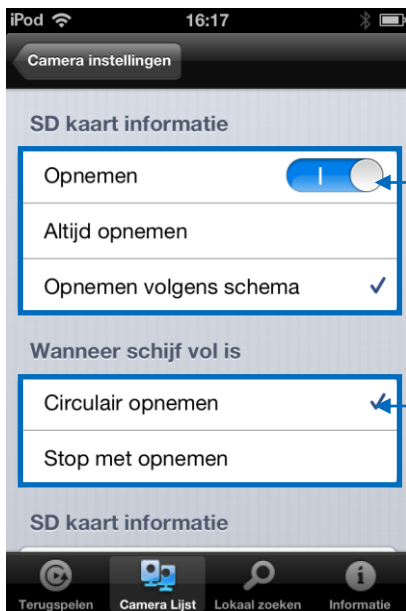 iPod 16:17
Camera instellingen
SD kaart informatie
Opnemen
Altijd opnemen
Opnemen volgens schema
Wanneer schijf vol is
Circulair opnemen
Stop met opnemen
SD kaart informatie
Terugspelen Camera Lijst Lokaal zoeken Informatie